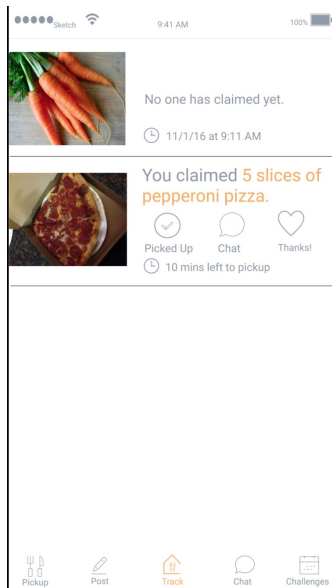 Sketch 9:41 AM 100%
No one has claimed yet.
11/1/16 at 9:11 AM
You claimed 5 slices of
pepperoni pizza.
Picked Up Chat Thanks!
10 mins left to pickup
Pickup Post Track Chat Challenges